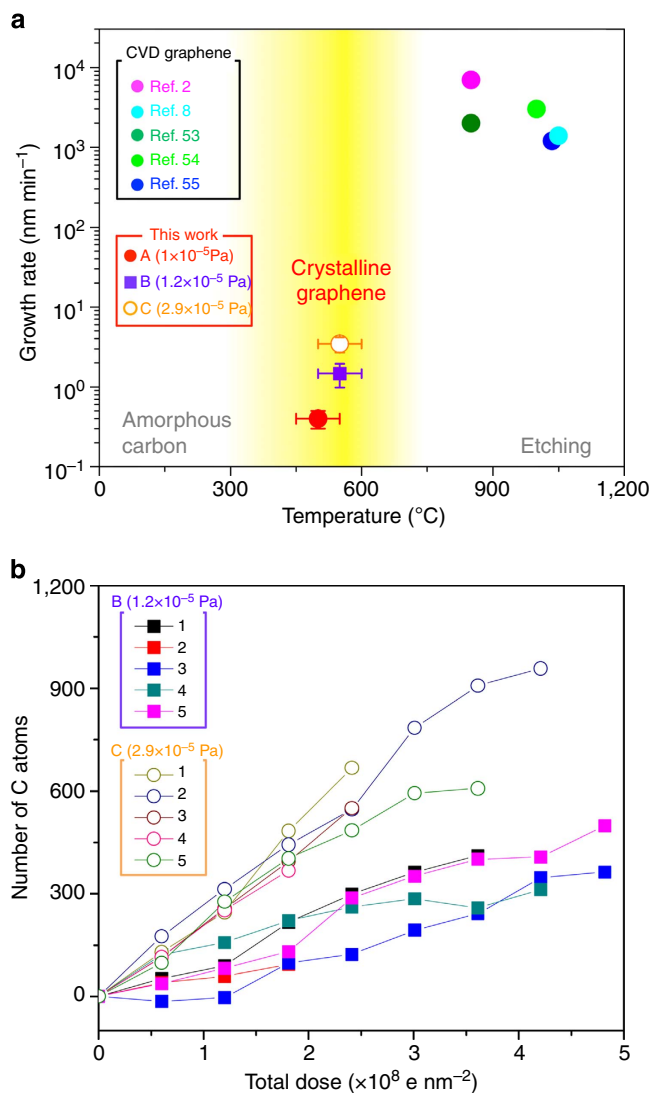 a
CVD graphene
Ref. 2
Ref. 8
Ref. 53
Ref. 54
Ref. 55
This work
A (1×10⁻⁵Pa)
B (1.2×10⁻⁵ Pa)
C (2.9×10⁻⁵ Pa)
Crystalline
graphene
Amorphous
carbon
Etching
Growth rate (nm min⁻¹)
10⁴
10³
10²
10¹
10⁰
10⁻¹
0 300 600 900 1,200
Temperature (°C)
b
B (1.2×10⁻⁵ Pa)
1
2
3
4
5
C (2.9×10⁻⁵ Pa)
1
2
3
4
5
Number of C atoms
1,200
900
600
300
0
0 1 2 3 4 5
Total dose (×10⁸ e nm⁻²)